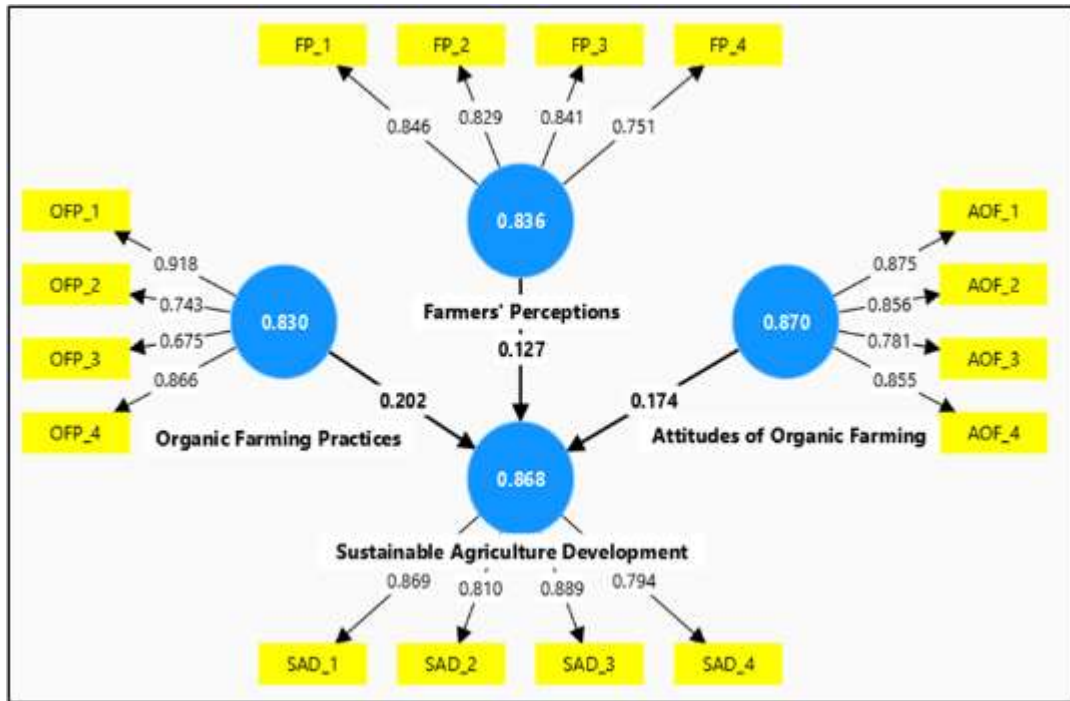 FP_1 FP_2 FP_3 FP_4
0.846 0.829 0.841 0.751
OFP_1
OFP_2
OFP_3
OFP_4
0.918
0.743
0.675
0.866
0.830
0.836
0.870
AOF_1
AOF_2
AOF_3
AOF_4
0.875
0.856
0.781
0.855
Farmers' Perceptions
0.127
0.202
0.174
Organic Farming Practices
Attitudes of Organic Farming
0.868
Sustainable Agriculture Development
0.869 0.810 0.889 0.794
SAD_1 SAD_2 SAD_3 SAD_4